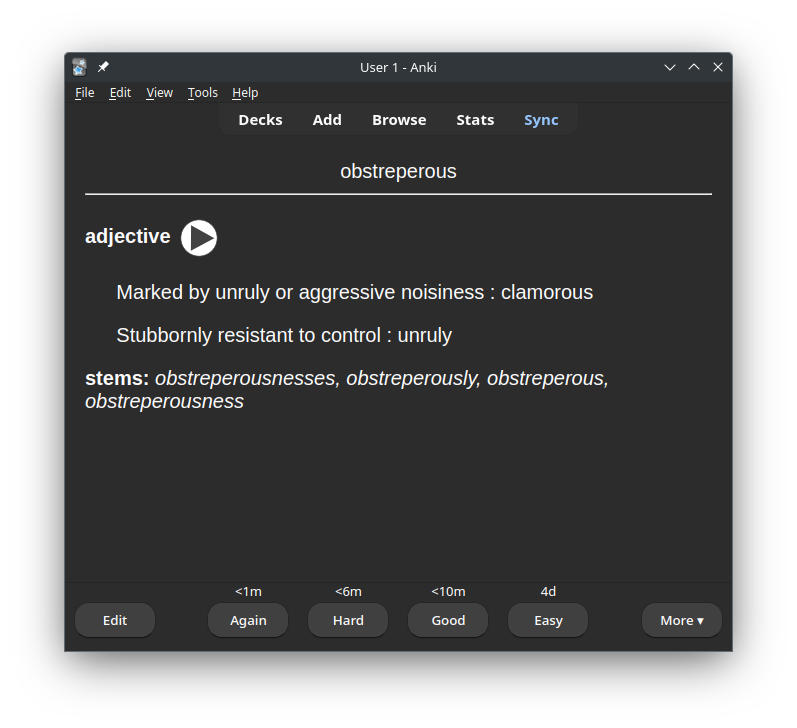 User 1 - Anki
File Edit View Tools Help
Decks Add Browse Stats Sync
obstreperous
adjective
Marked by unruly or aggressive noisiness : clamorous
Stubbornly resistant to control : unruly
stems: obstreperousnesses, obstreperously, obstreperous,
obstreperousness
<1m <6m <10m 4d
Edit Again Hard Good Easy More ▾